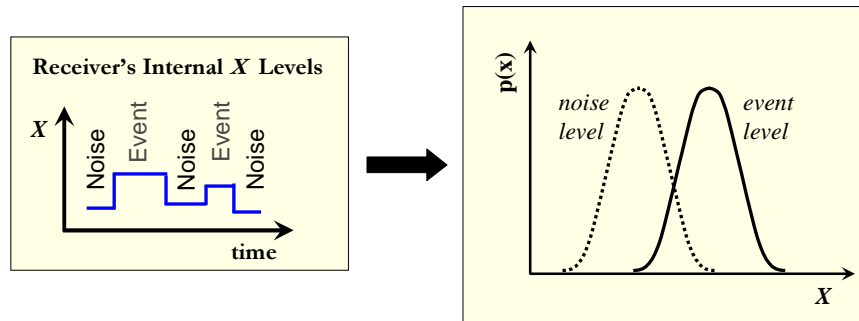 Receiver's Internal X Levels
X
Noise
Event
Noise
Event
Noise
time
p(x)
noise
level
event
level
X